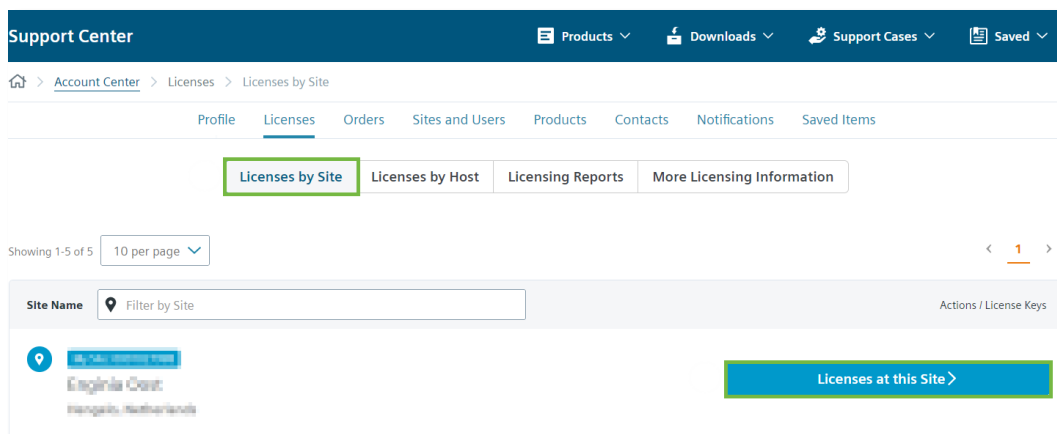 Support Center Products Downloads Support Cases Saved
Account Center > Licenses > Licenses by Site
Profile Licenses Orders Sites and Users Products Contacts Notifications Saved Items
Licenses by Site Licenses by Host Licensing Reports More Licensing Information
Showing 1-5 of 5 10 per page < 1 >
Site Name Filter by Site Actions / License Keys
Licenses at this Site